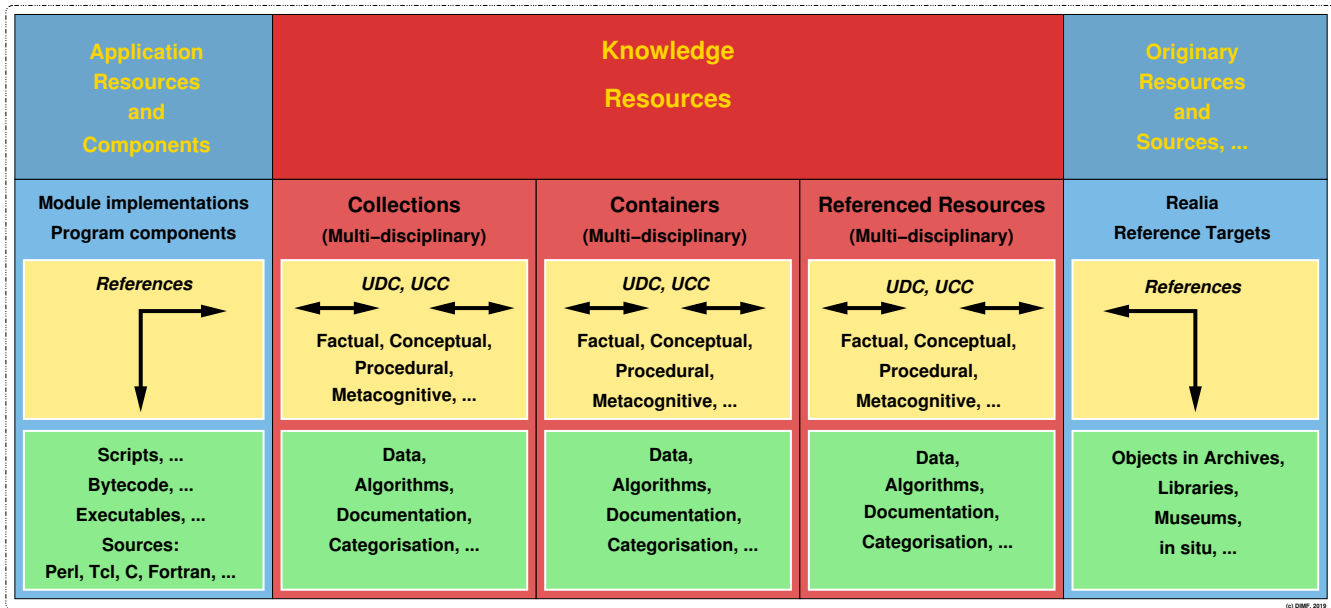 Application
Resources
and
Components
Knowledge
Resources
Originary
Resources
and
Sources, ...
Module implementations
Program components
Collections
(Multi−disciplinary)
Containers
(Multi−disciplinary)
Referenced Resources
(Multi−disciplinary)
Realia
Reference Targets
References
UDC, UCC
Factual, Conceptual,
Procedural,
Metacognitive, ...
UDC, UCC
Factual, Conceptual,
Procedural,
Metacognitive, ...
UDC, UCC
Factual, Conceptual,
Procedural,
Metacognitive, ...
References
Scripts, ...
Bytecode, ...
Executables, ...
Sources:
Perl, Tcl, C, Fortran, ...
Data,
Algorithms,
Documentation,
Categorisation, ...
Data,
Algorithms,
Documentation,
Categorisation, ...
Data,
Algorithms,
Documentation,
Categorisation, ...
Objects in Archives,
Libraries,
Museums,
in situ, ...
(c) DIMF, 2019